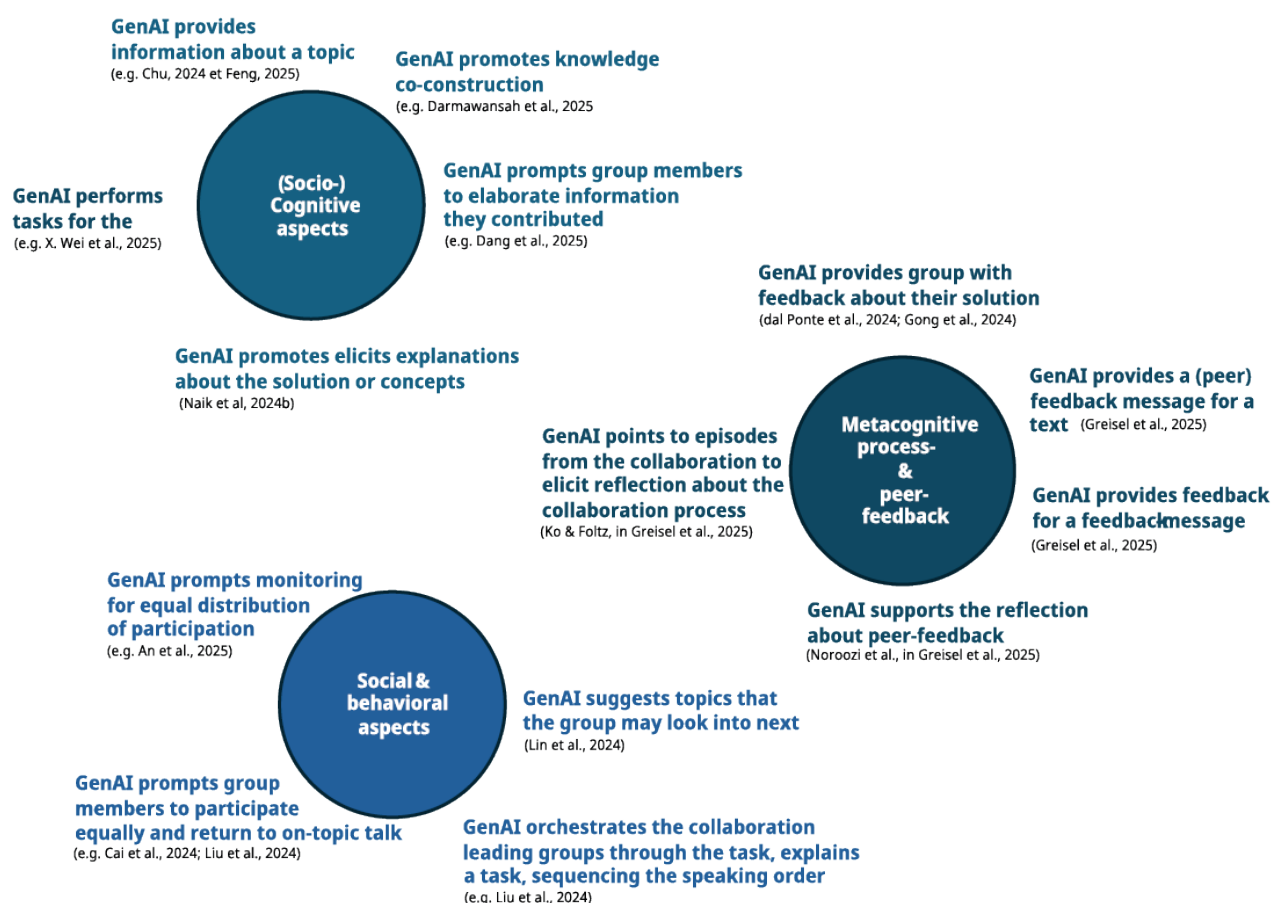 GenAI provides
information about a topic
(e.g. Chu, 2024 et Feng, 2025)
GenAI promotes knowledge
co-construction
(e.g. Darmawansah et al., 2025
GenAI performs
tasks for the
(e.g. X. Wei et al., 2025)
(Socio-)
Cognitive
aspects
GenAI prompts group members
to elaborate information
they contributed
(e.g. Dang et al., 2025)
GenAI promotes elicits explanations
about the solution or concepts
(Naik et al, 2024b)
GenAI provides group with
feedback about their solution
(dal Ponte et al., 2024; Gong et al., 2024)
GenAI points to episodes
from the collaboration to
elicit reflection about the
collaboration process
(Ko & Foltz, in Greisel et al., 2025)
Metacognitive
process-
&
peer-
feedback
GenAI provides a (peer)
feedback message for a
text (Greisel et al., 2025)
GenAI provides feedback
for a feedback-message
(Greisel et al., 2025)
GenAI supports the reflection
about peer-feedback
(Noroozi et al., in Greisel et al., 2025)
GenAI prompts monitoring
for equal distribution
of participation
(e.g. An et al., 2025)
Social &
behavioral
aspects
GenAI suggests topics that
the group may look into next
(Lin et al., 2024)
GenAI prompts group
members to participate
equally and return to on-topic talk
(e.g. Cai et al., 2024; Liu et al., 2024)
GenAI orchestrates the collaboration
leading groups through the task, explains
a task, sequencing the speaking order
(e.g. Liu et al., 2024)